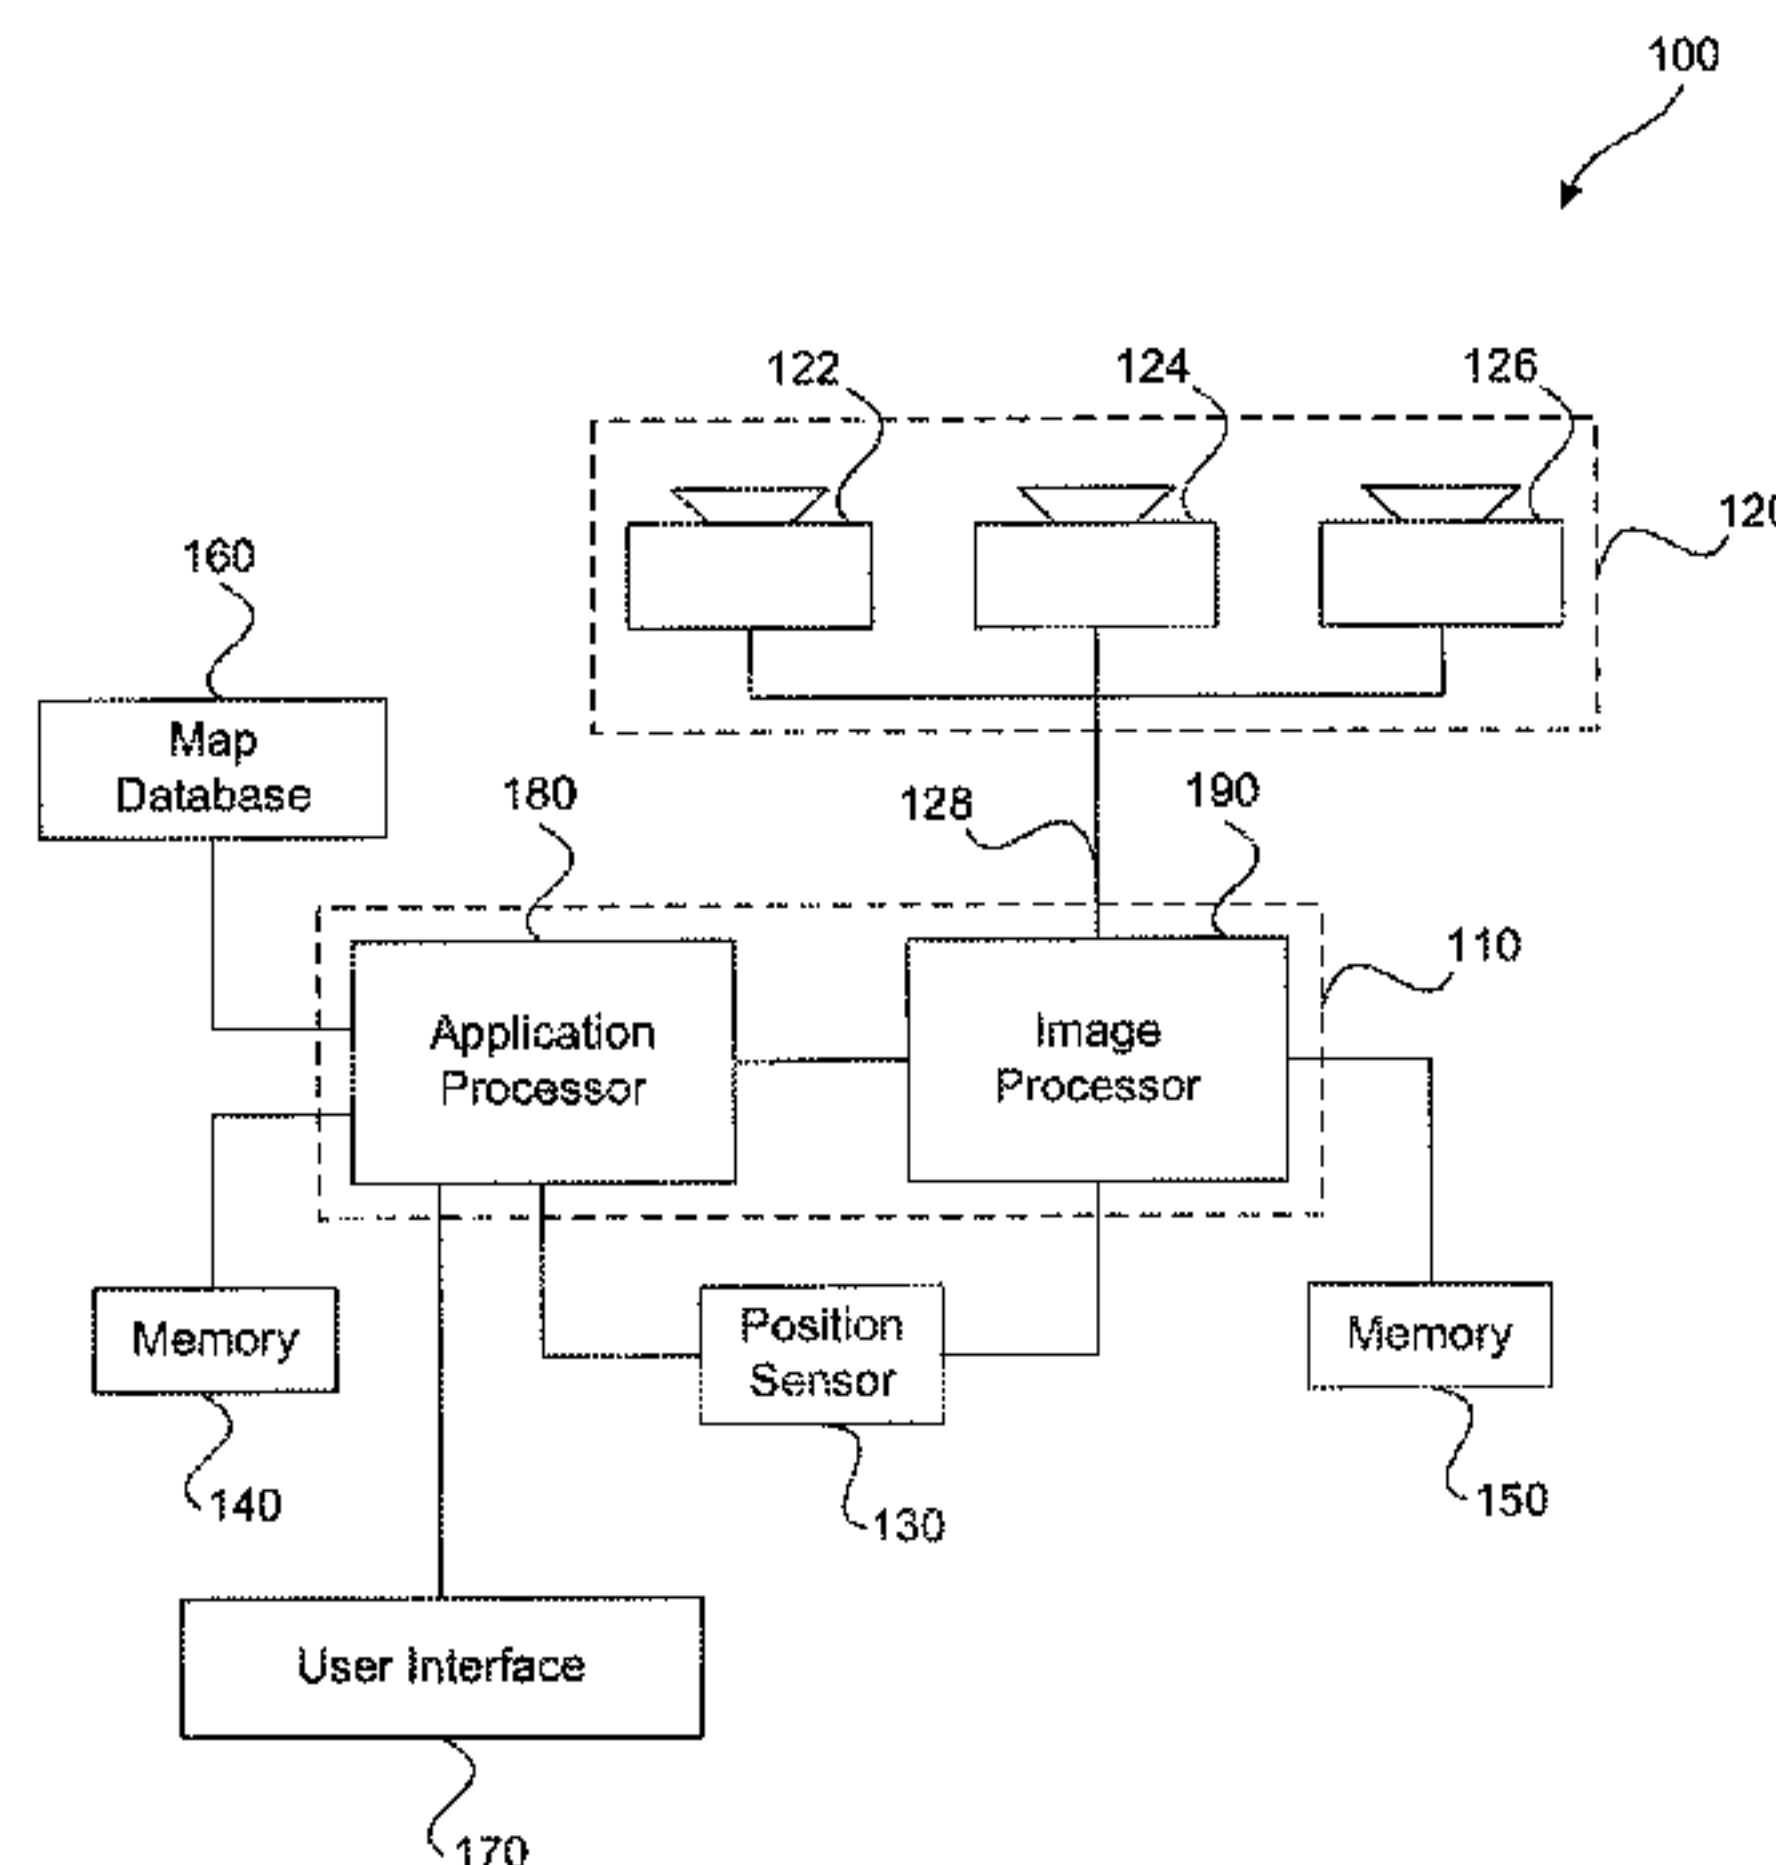 100
122
124
126
120
160
Map
Database
180
128
190
110
Application
Processor
Image
Processor
Memory
Position
Sensor
Memory
140
130
150
User Interface
170